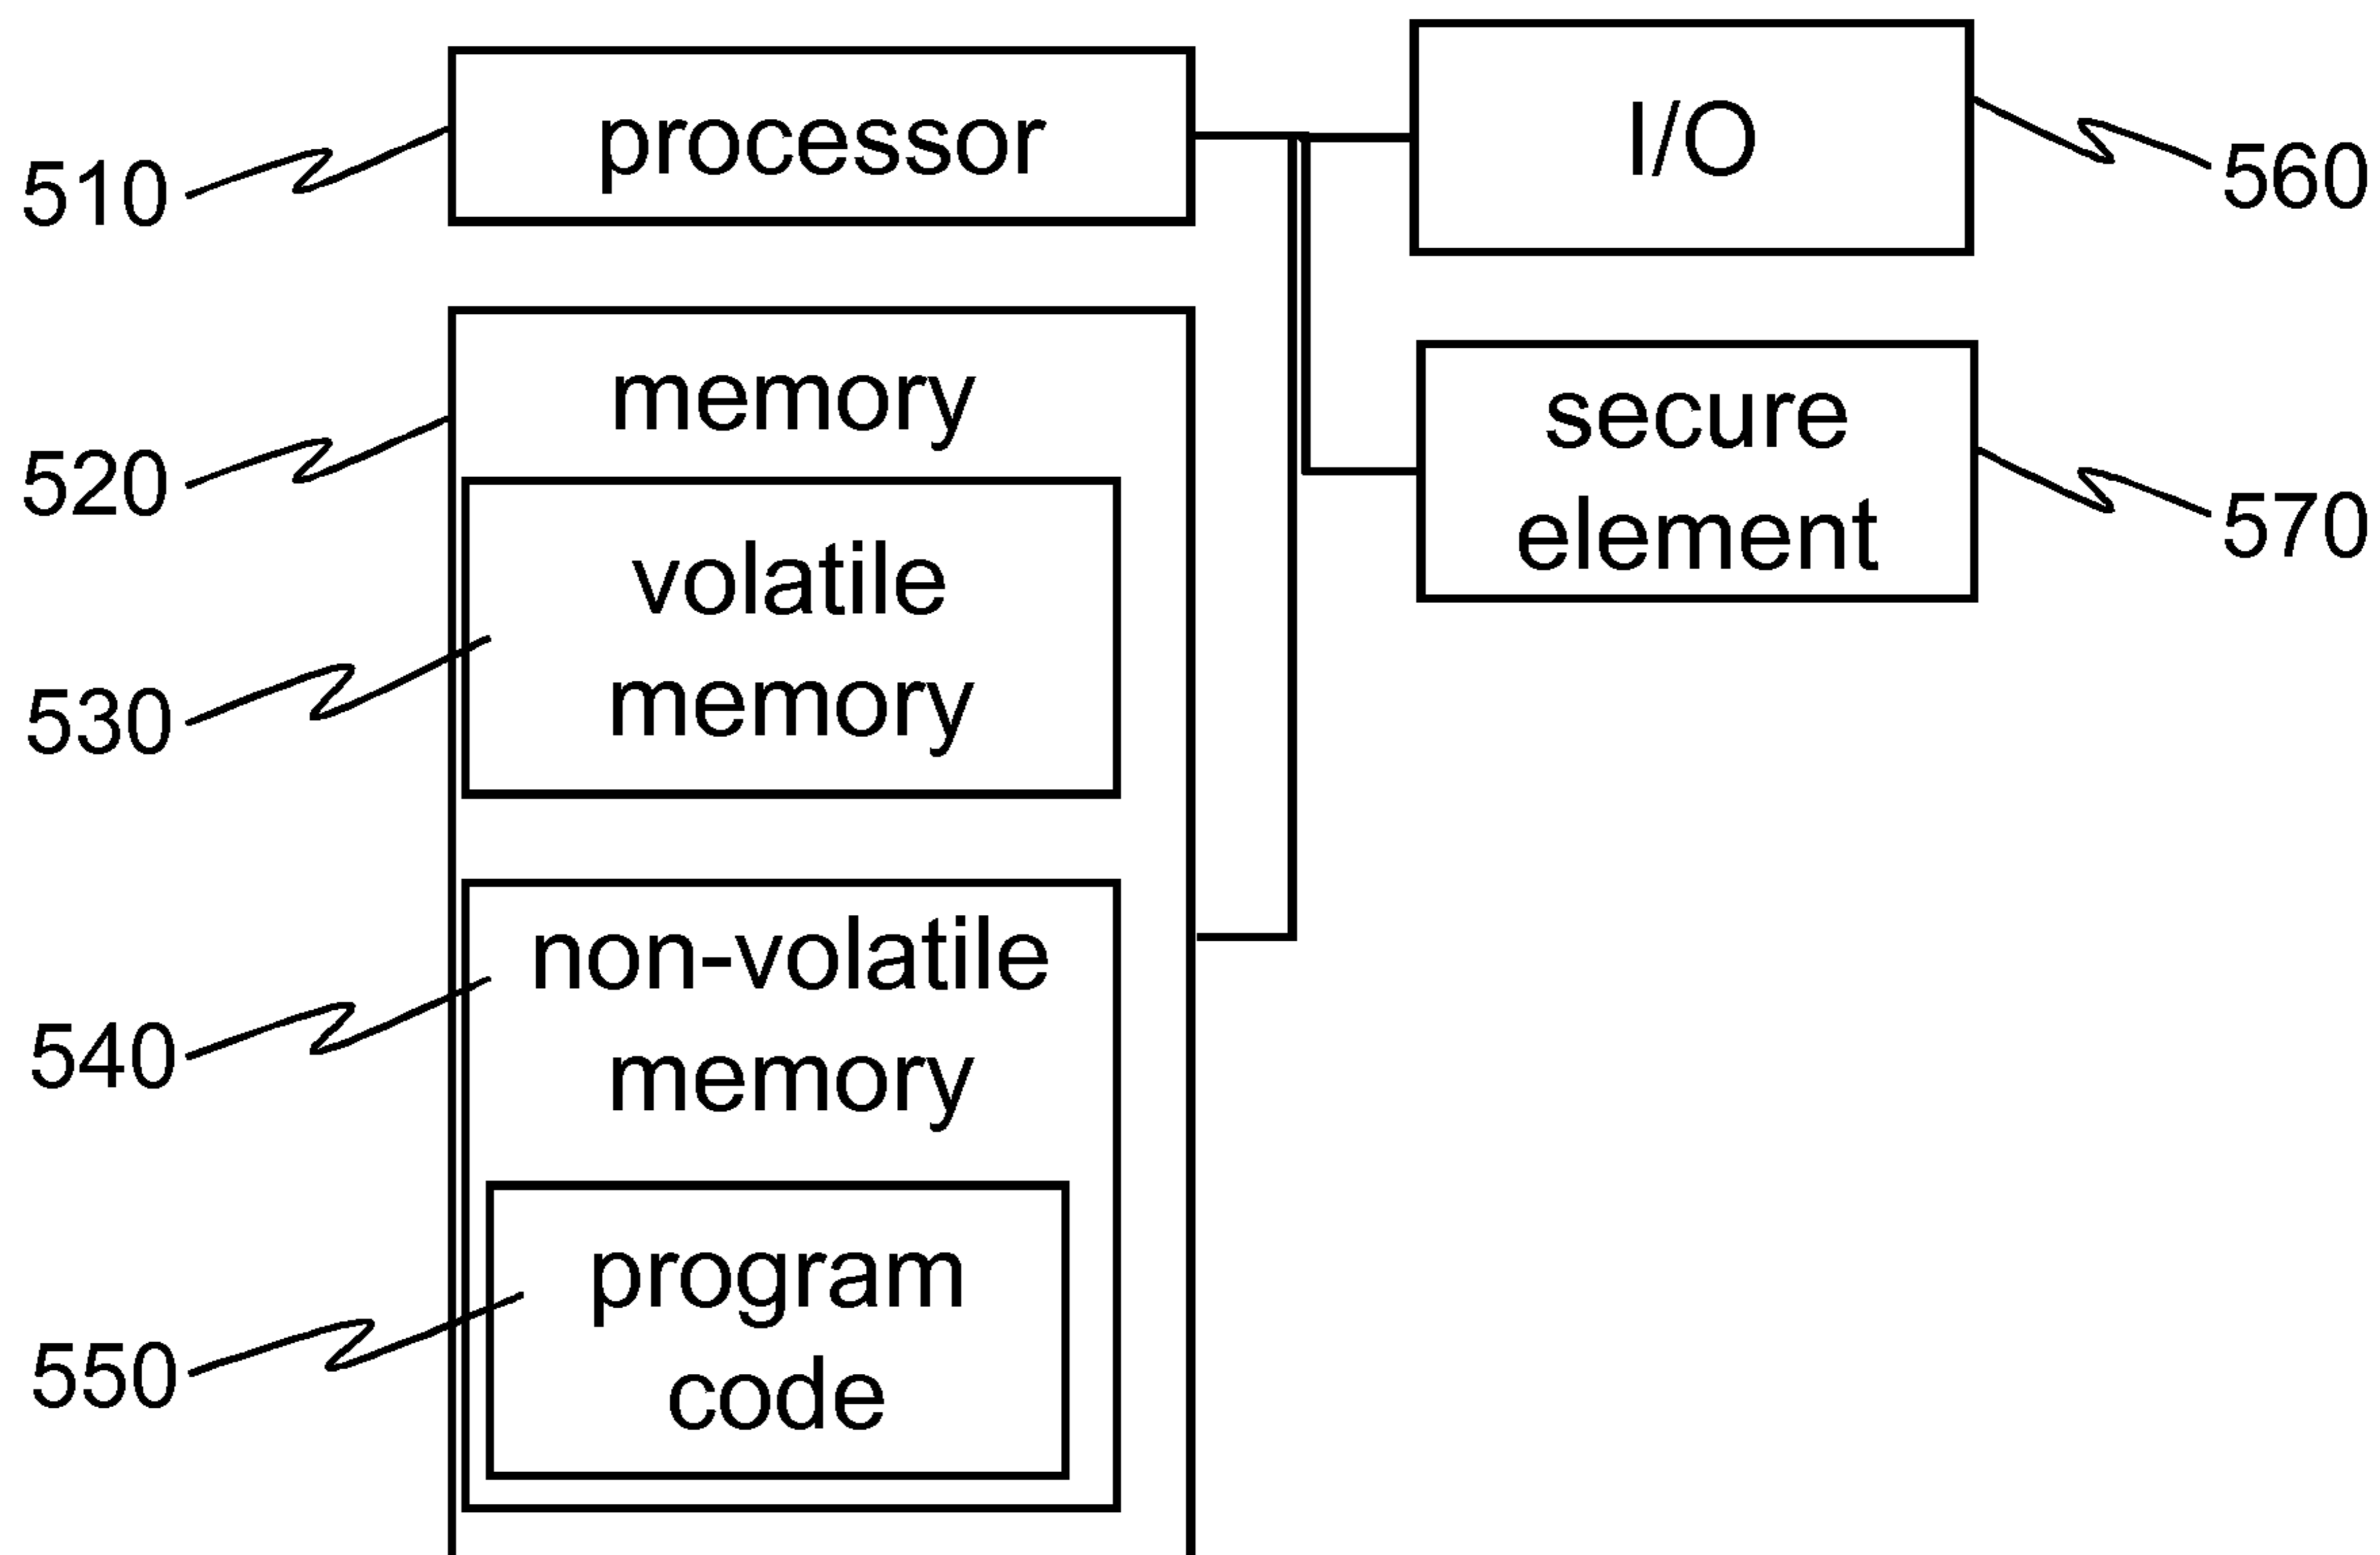 processor
I/O
510
560
memory
secure
element
520
570
volatile
memory
530
non-volatile
memory
540
program
code
550